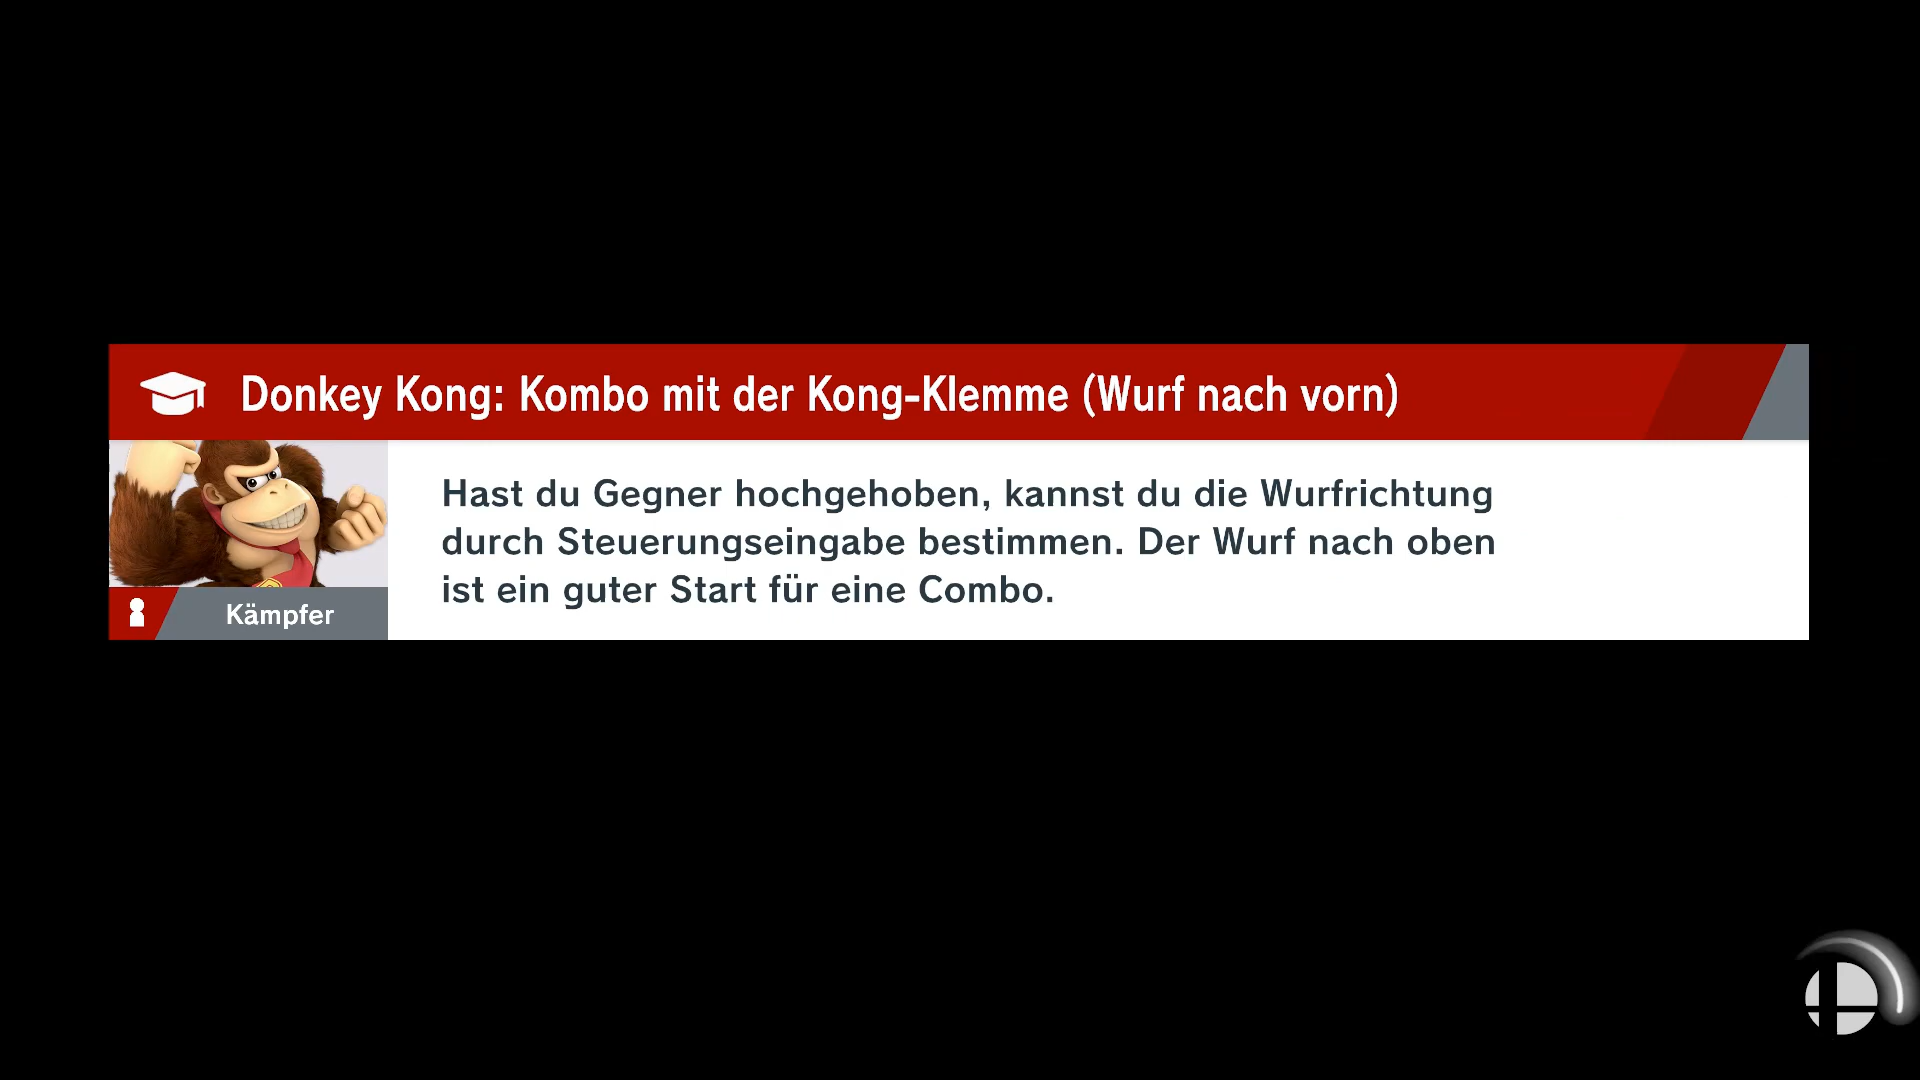 Donkey Kong: Kombo mit der Kong-Klemme (Wurf nach vorn)
Hast du Gegner hochgehoben, kannst du die Wurfrichtung
durch Steuerungseingabe bestimmen. Der Wurf nach oben
ist ein guter Start für eine Combo.
Kämpfer